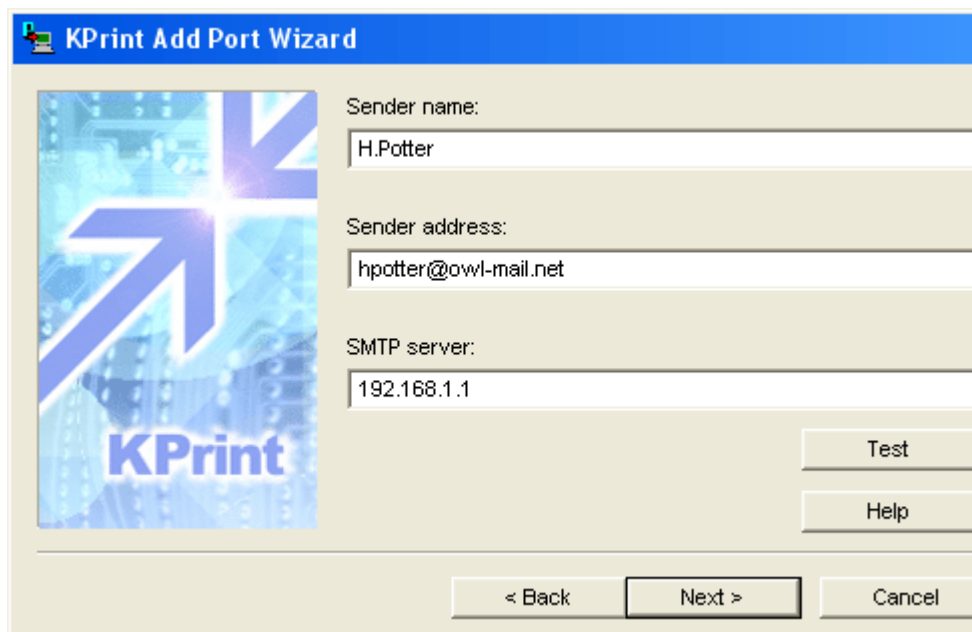 KPrint Add Port Wizard
Sender name:
H.Potter
Sender address:
hpotter@owl-mail.net
SMTP server:
192.168.1.1
KPrint
Test
Help
< Back Next > Cancel